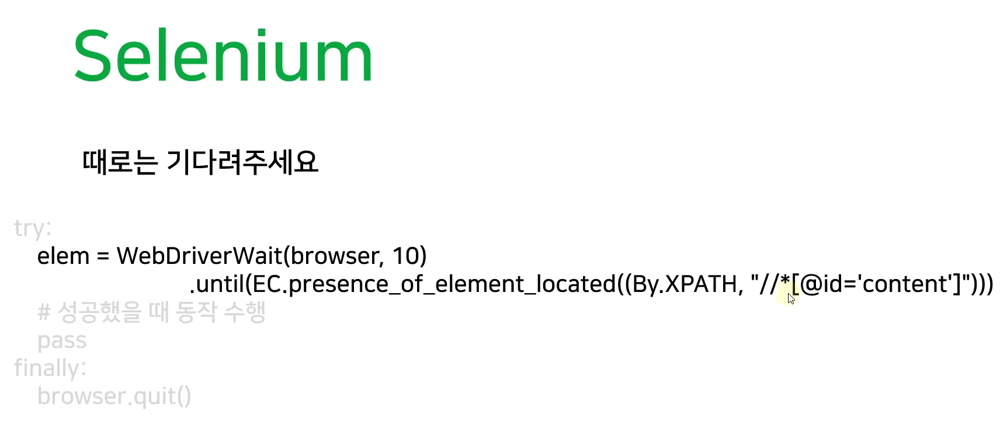 Selenium
때로는 기다려주세요
try:
    elem = WebDriverWait(browser, 10)
                          .until(EC.presence_of_element_located((By.XPATH, "//*[@id='content']")))
    # 성공했을 때 동작 수행
    pass
finally:
    browser.quit()